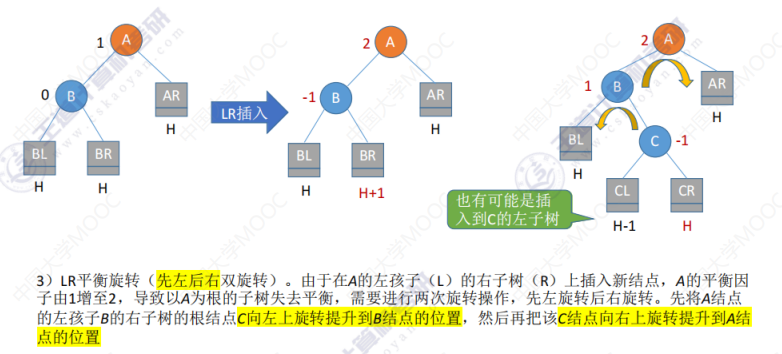 A
1
B
0
AR
H
BL
BR
H
H
LR插入
A
2
B
-1
AR
H
BL
BR
H
H+1
A
2
B
1
AR
H
BL
H
C
-1
CL
CR
H-1
H
也有可能是插
入到C的左子树
3）LR平衡旋转（先左后右双旋转）。由于在A的左孩子（L）的右子树（R）上插入新结点，A的平衡因
子由1增至2，导致以A为根的子树失去平衡，需要进行两次旋转操作，先左旋转后右旋转。先将A结点
的左孩子B的右子树的根结点C向左上旋转提升到B结点的位置，然后再把该C结点向右上旋转提升到A结
点的位置